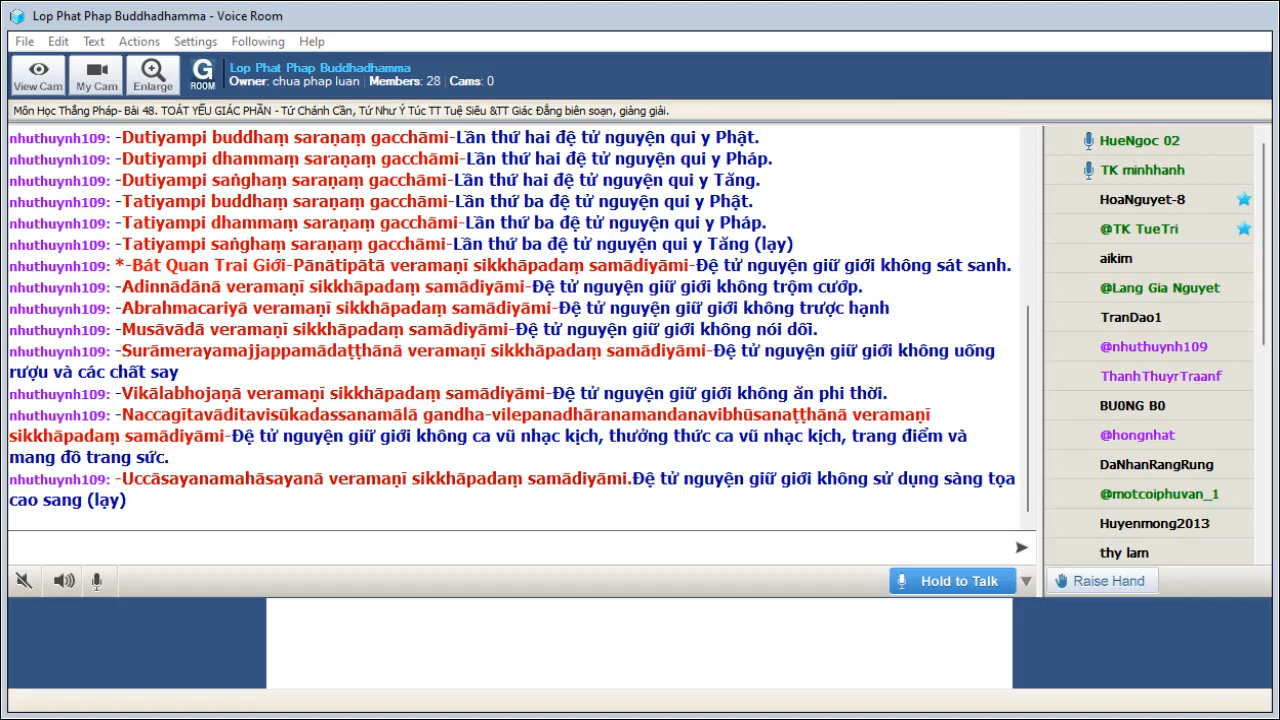 Lop Phat Phap Buddhadhamma - Voice Room
File Edit Text Actions Settings Following Help
View Cam My Cam Enlarge G ROOM
Lop Phat Phap Buddhadhamma
Owner: chua phap luan | Members: 28 | Cams: 0
Môn Học Thắng Pháp- Bài 48. TOÁT YẾU GIÁC PHẦN - Tứ Chánh Cần, Tứ Như Ý Túc TT Tuệ Siêu &TT Giác Đẳng biên soạn, giảng giải.
nhuthuynh109: -Dutiyampi buddhaṃ saraṇaṃ gacchāmi-Lần thứ hai đệ tử nguyện qui y Phật.
nhuthuynh109: -Dutiyampi dhammaṃ saraṇaṃ gacchāmi-Lần thứ hai đệ tử nguyện qui y Pháp.
nhuthuynh109: -Dutiyampi saṅghaṃ saraṇaṃ gacchāmi-Lần thứ hai đệ tử nguyện qui y Tăng.
nhuthuynh109: -Tatiyampi buddhaṃ saraṇaṃ gacchāmi-Lần thứ ba đệ tử nguyện qui y Phật.
nhuthuynh109: -Tatiyampi dhammaṃ saraṇaṃ gacchāmi-Lần thứ ba đệ tử nguyện qui y Pháp.
nhuthuynh109: -Tatiyampi saṅghaṃ saraṇaṃ gacchāmi-Lần thứ ba đệ tử nguyện qui y Tăng (lạy)
nhuthuynh109: *-Bát Quan Trai Giới-Pānātipātā veramaṇī sikkhāpadaṃ samādiyāmi-Đệ tử nguyện giữ giới không sát sanh.
nhuthuynh109: -Adinnādānā veramaṇī sikkhāpadaṃ samādiyāmi-Đệ tử nguyện giữ giới không trộm cướp.
nhuthuynh109: -Abrahmacariyā veramaṇī sikkhāpadaṃ samādiyāmi-Đệ tử nguyện giữ giới không trược hạnh
nhuthuynh109: -Musāvādā veramaṇī sikkhāpadaṃ samādiyāmi-Đệ tử nguyện giữ giới không nói dối.
nhuthuynh109: -Surāmerayamajjappamādaṭṭhānā veramaṇī sikkhāpadaṃ samādiyāmi-Đệ tử nguyện giữ giới không uống
rượu và các chất say
nhuthuynh109: -Vikālabhojaṇā veramaṇī sikkhāpadaṃ samādiyāmi-Đệ tử nguyện giữ giới không ăn phi thời.
nhuthuynh109: -Naccagītavāditavisūkadassanamālā gandha-vilepanadhāranamandanavibhūsanaṭṭhānā veramaṇī
sikkhāpadaṃ samādiyāmi-Đệ tử nguyện giữ giới không ca vũ nhạc kịch, thưởng thức ca vũ nhạc kịch, trang điểm và
mang đồ trang sức.
nhuthuynh109: -Uccāsayanamahāsayanā veramaṇī sikkhāpadaṃ samādiyāmi.Đệ tử nguyện giữ giới không sử dụng sàng tọa
cao sang (lạy)
Hold to Talk
HueNgoc 02
TK minhhanh
HoaNguyet-8
@TK TueTri
aikim
@Lang Gia Nguyet
TranDao1
@nhuthuynh109
ThanhThuyrTraanf
BU0NG B0
@hongnhat
DaNhanRangRung
@motcoiphuvan_1
Huyenmong2013
thy lam
Raise Hand